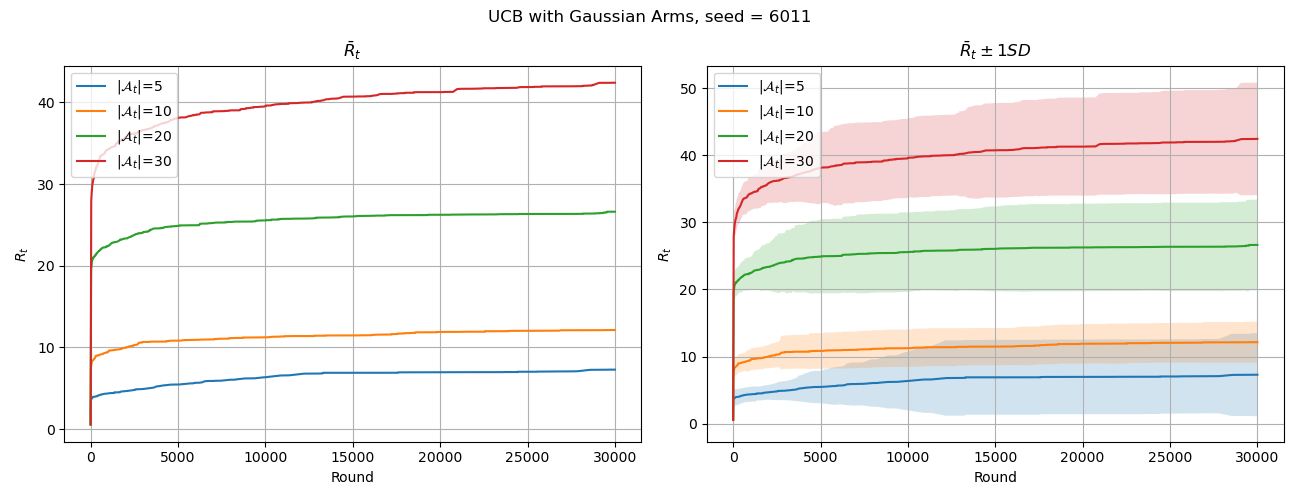 UCB with Gaussian Arms, seed = 6011
R̄ₜ
40
30
20
10
0
Rₜ
|𝒜ₜ|=5
|𝒜ₜ|=10
|𝒜ₜ|=20
|𝒜ₜ|=30
0 5000 10000 15000 20000 25000 30000
Round
R̄ₜ ± 1SD
50
40
30
20
10
0
Rₜ
|𝒜ₜ|=5
|𝒜ₜ|=10
|𝒜ₜ|=20
|𝒜ₜ|=30
0 5000 10000 15000 20000 25000 30000
Round